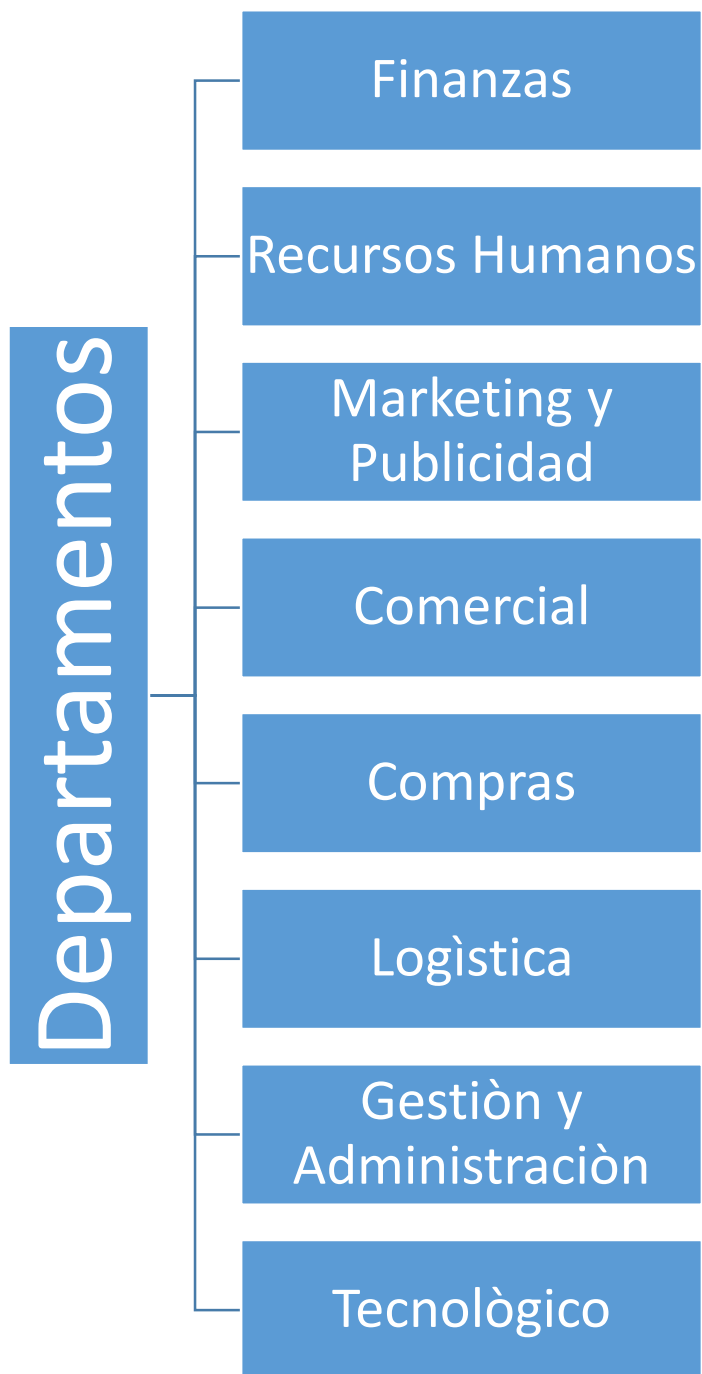 Departamentos
Finanzas
Recursos Humanos
Marketing y
Publicidad
Comercial
Compras
Logìstica
Gestiòn y
Administraciòn
Tecnològico